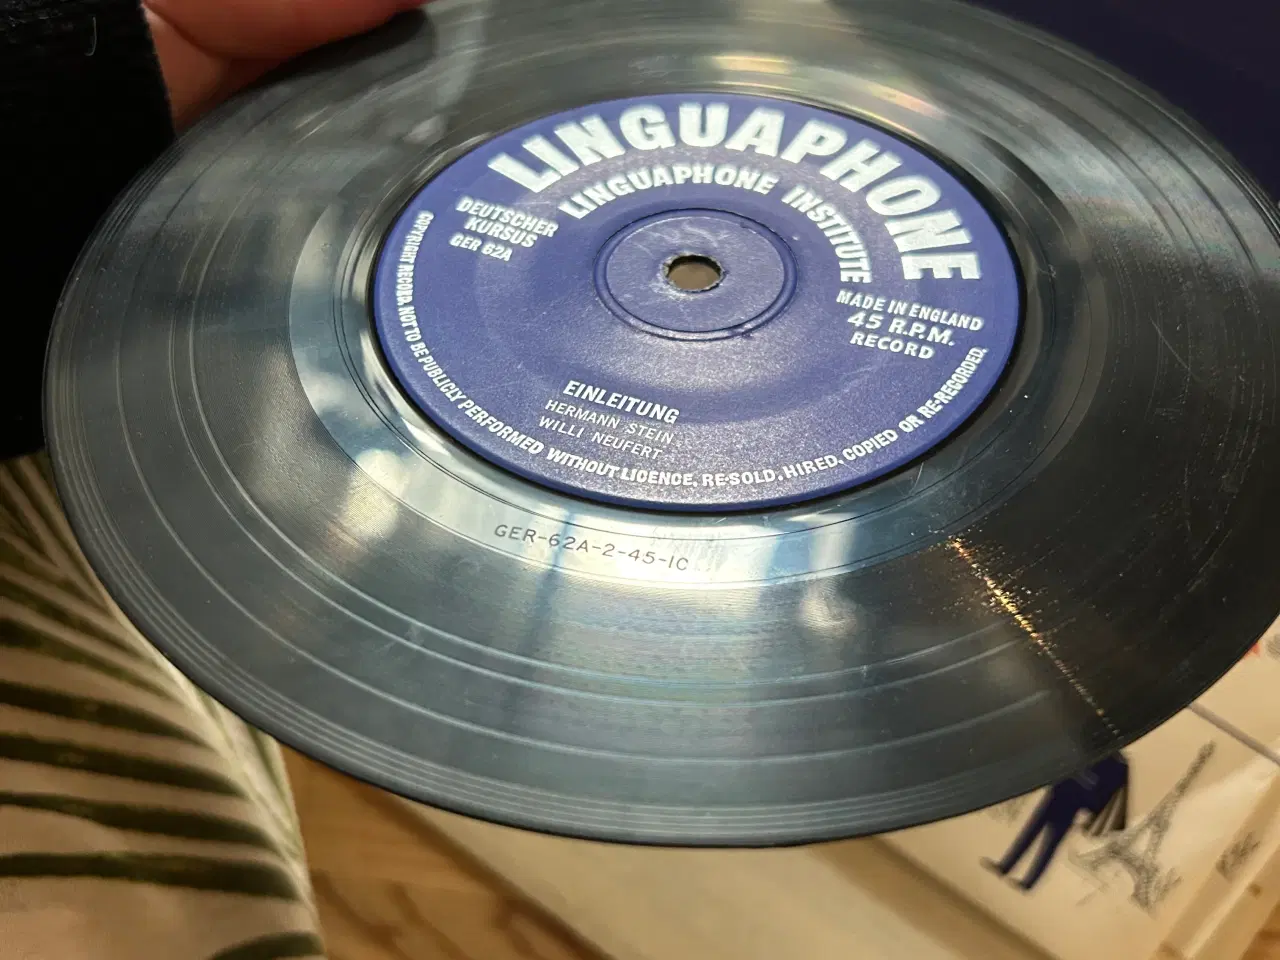 LINGUAPHONE
LINGUAPHONE INSTITUTE
DEUTSCHER
KURSUS
GER 62A
MADE IN ENGLAND
45 R.P.M.
RECORD
EINLEITUNG
HERMANN STEIN
WILLI NEUFERT
COPYRIGHT RECORD. NOT TO BE PUBLICLY PERFORMED WITHOUT LICENCE, RE-SOLD, HIRED, COPIED OR RE-RECORDED.
GER-62A-2-45-1C